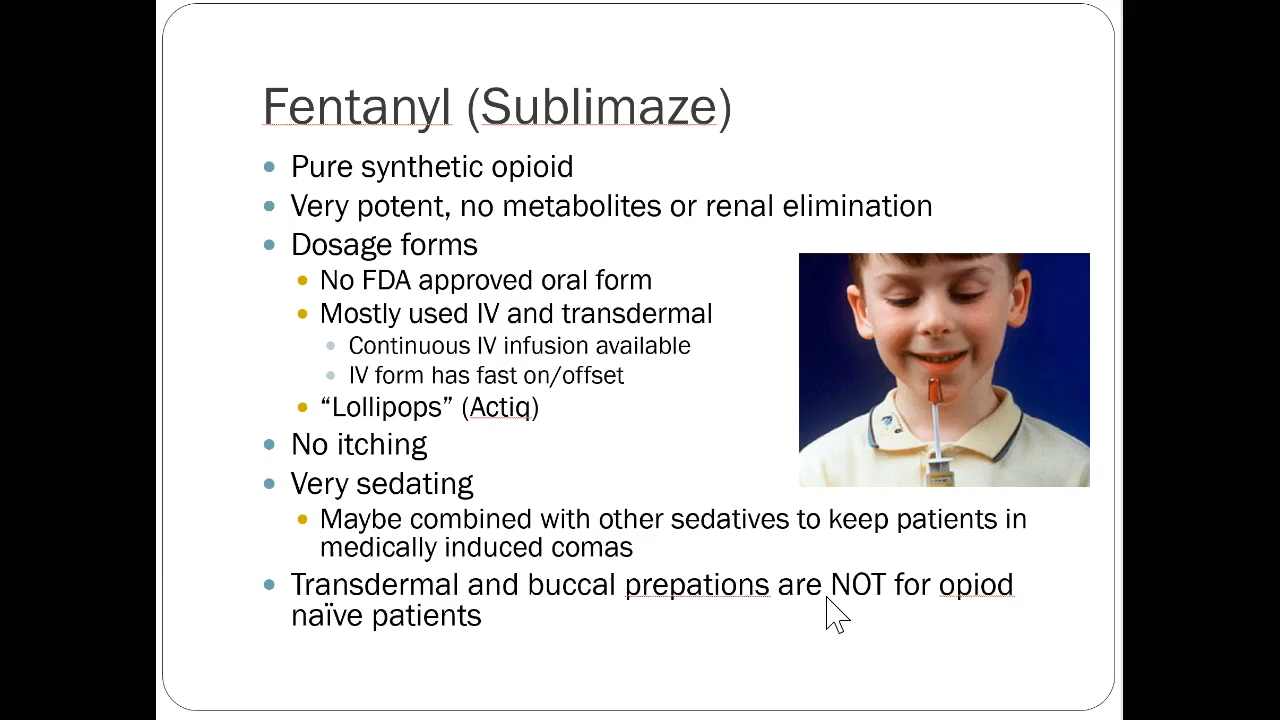 Fentanyl (Sublimaze)
Pure synthetic opioid
Very potent, no metabolites or renal elimination
Dosage forms
No FDA approved oral form
Mostly used IV and transdermal
Continuous IV infusion available
IV form has fast on/offset
“Lollipops” (Actiq)
No itching
Very sedating
Maybe combined with other sedatives to keep patients in
medically induced comas
Transdermal and buccal prepations are NOT for opiod
naïve patients